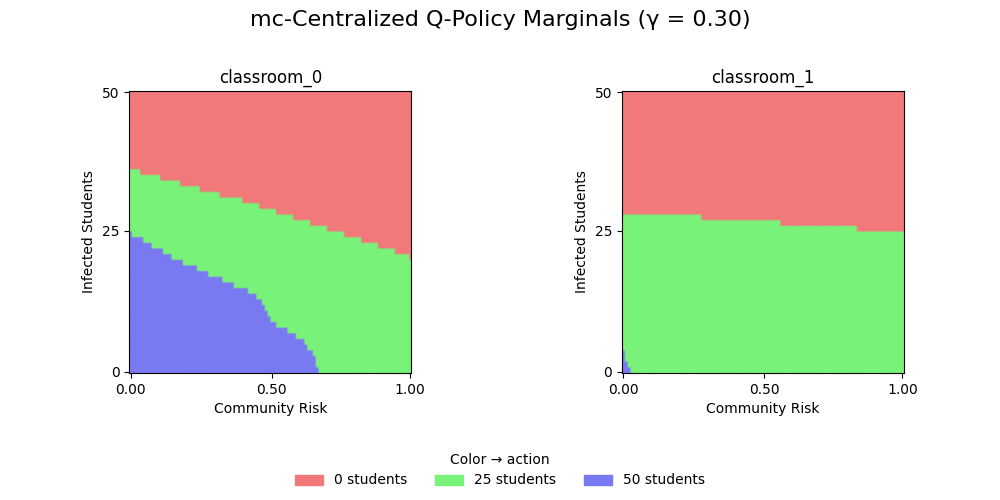 mc-Centralized Q-Policy Marginals (γ = 0.30)
classroom_0
50
25
0
Infected Students
0.00 0.50 1.00
Community Risk
classroom_1
50
25
0
Infected Students
0.00 0.50 1.00
Community Risk
Color → action
0 students 25 students 50 students